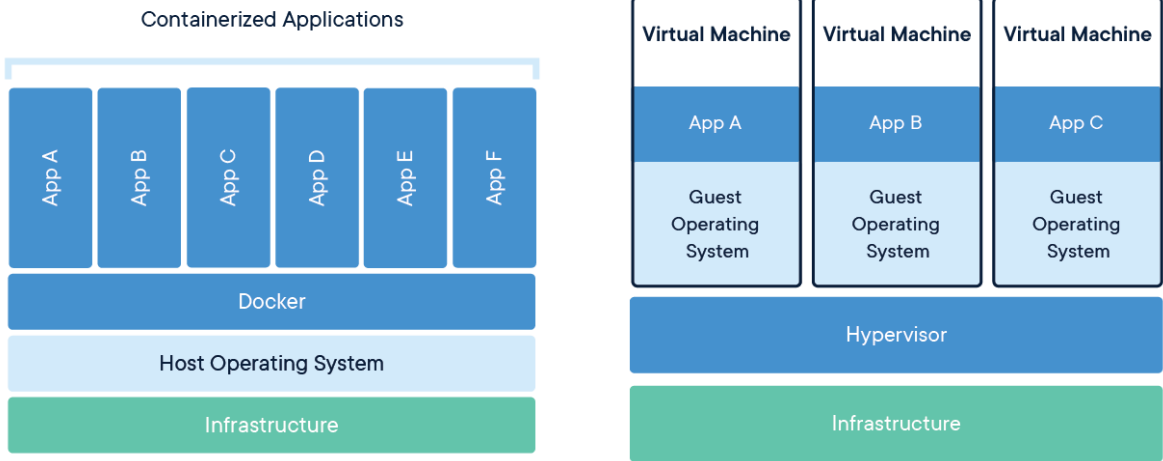 Containerized Applications
App A
App B
App C
App D
App E
App F
Docker
Host Operating System
Infrastructure
Virtual Machine
App A
Guest
Operating
System
Virtual Machine
App B
Guest
Operating
System
Virtual Machine
App C
Guest
Operating
System
Hypervisor
Infrastructure